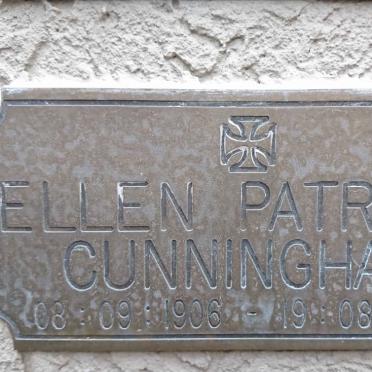 ELLEN PATR
CUNNINGHA
08 : 09 : 1906 - 19 : 08